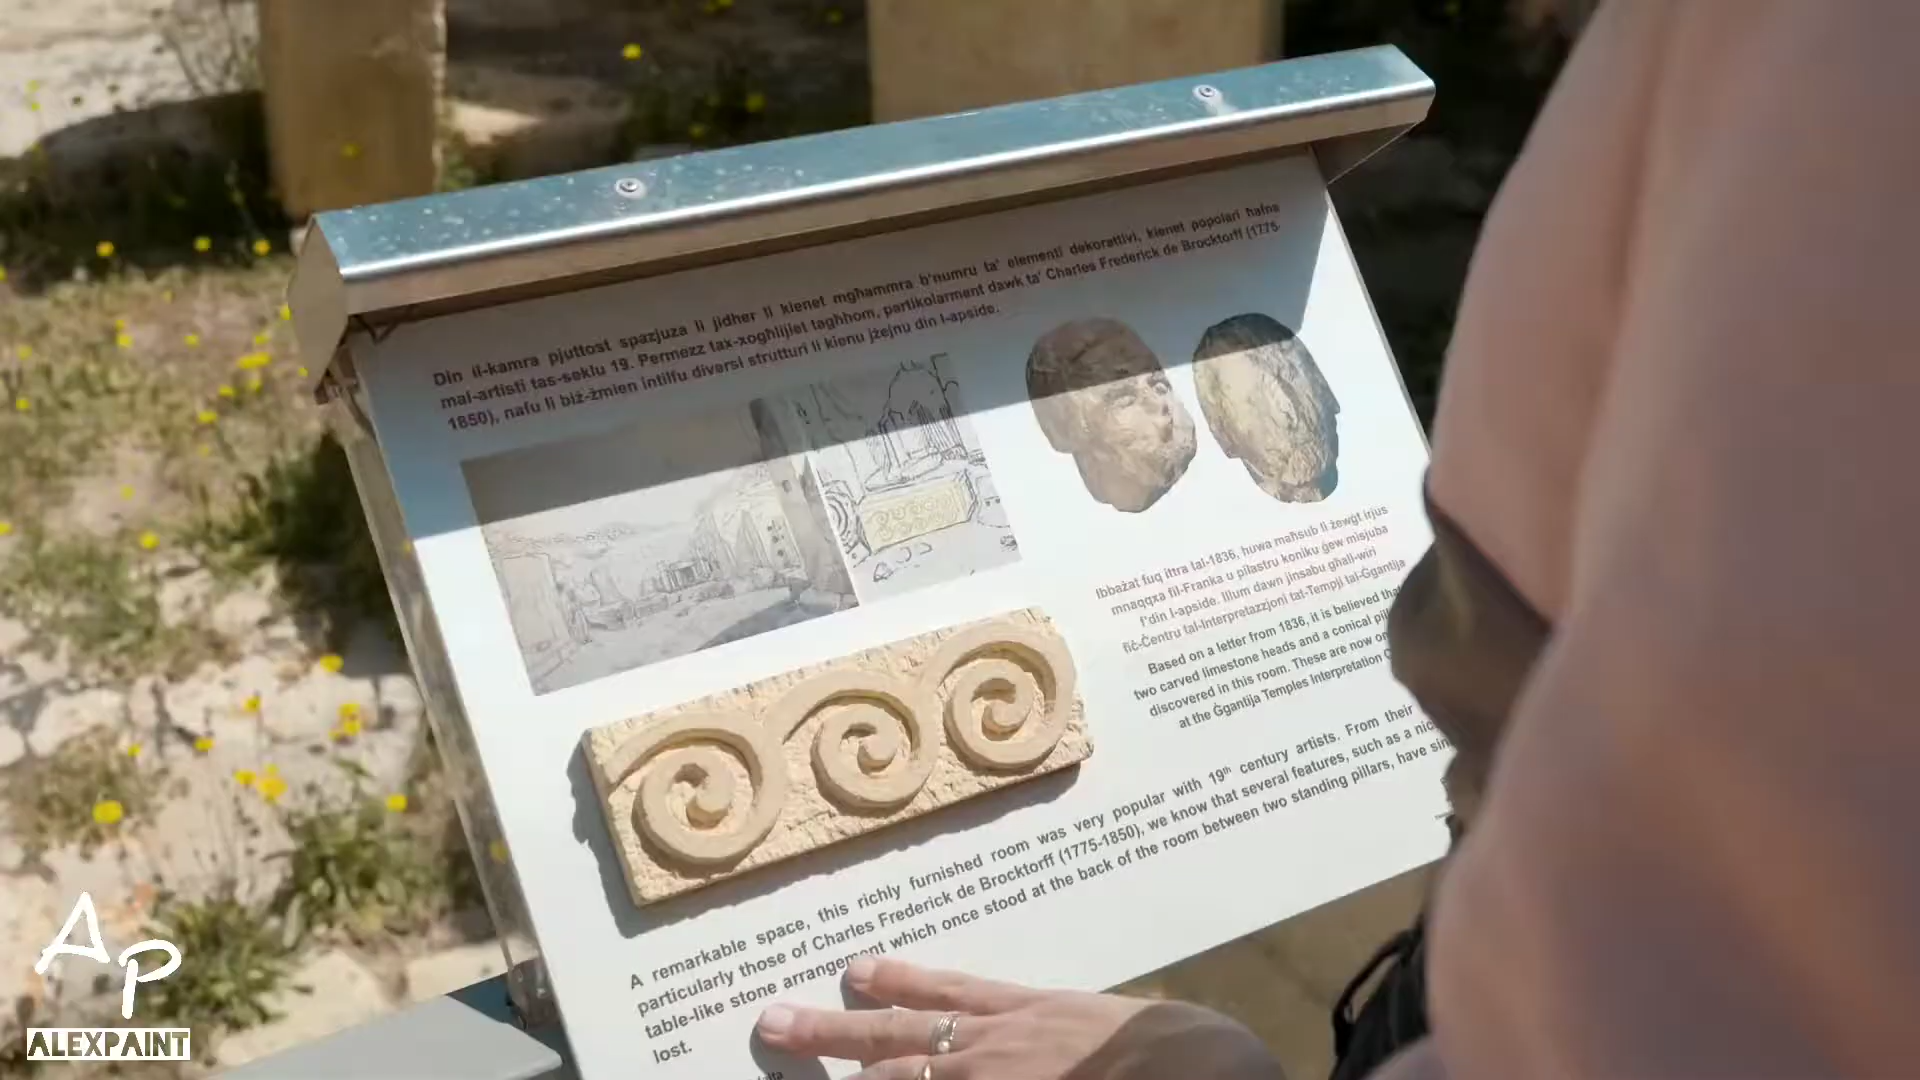 Din il-kamra pjuttost spazjuza li jidher li kienet mgħammra b'numru ta' elementi dekorattivi, kienet popolari ħafna
mal-artisti tas-seklu 19. Permezz tax-xogħlijiet tagħhom, partikolarment dawk ta' Charles Frederick de Brocktorff (1775-
1850), nafu li biż-żmien intilfu diversi strutturi li kienu jżejnu din l-apside.
Ibbażat fuq ittra tal-1836, huwa maħsub li żewġt irjus
mnaqqxa fil-Franka u pilastru koniku ġew misjuba
f'din l-apside. Illum dawn jinsabu għall-wiri
fiċ-Ċentru tal-Interpretazzjoni tat-Tempji tal-Ġgantija
Based on a letter from 1836, it is believed
two carved limestone heads and a conical
discovered in this room. These are now
at the Ġgantija Temples Interpretation
A remarkable space, this richly furnished room was very popular with 19th century artists. From their
particularly those of Charles Frederick de Brocktorff (1775-1850), we know that several features, such as a
table-like stone arrangement which once stood at the back of the room between two standing pillars, have
lost.
AP
ALEXPAINT